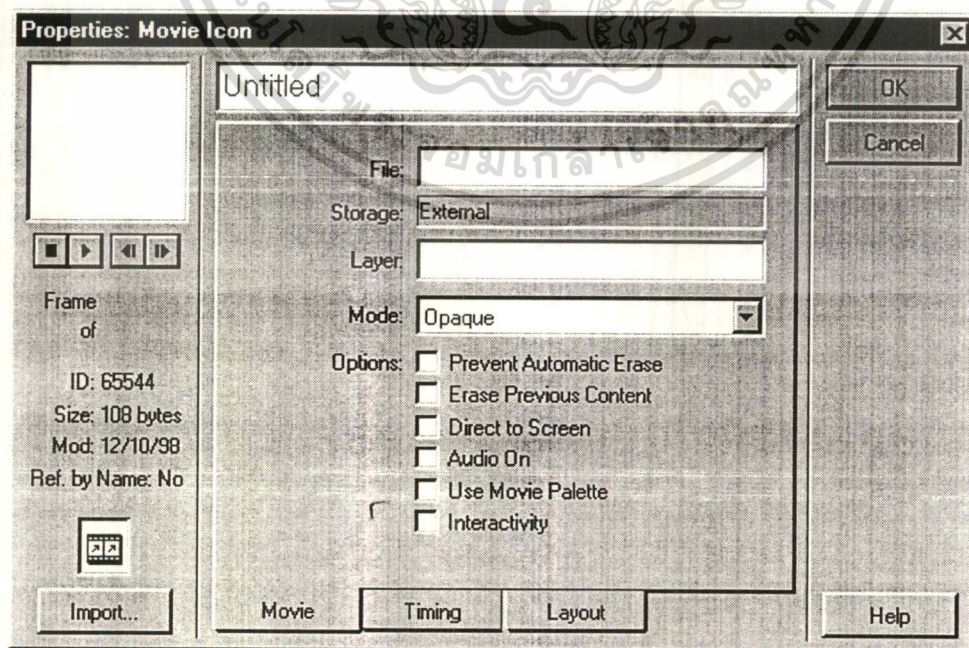 Properties: Movie Icon
Untitled
OK
Cancel
File:
Storage: External
Layer:
Mode: Opaque
Options: Prevent Automatic Erase
Erase Previous Content
Direct to Screen
Audio On
Use Movie Palette
Interactivity
Frame
of
ID: 65544
Size: 108 bytes
Mod: 12/10/98
Ref. by Name: No
Import...
Movie
Timing
Layout
Help